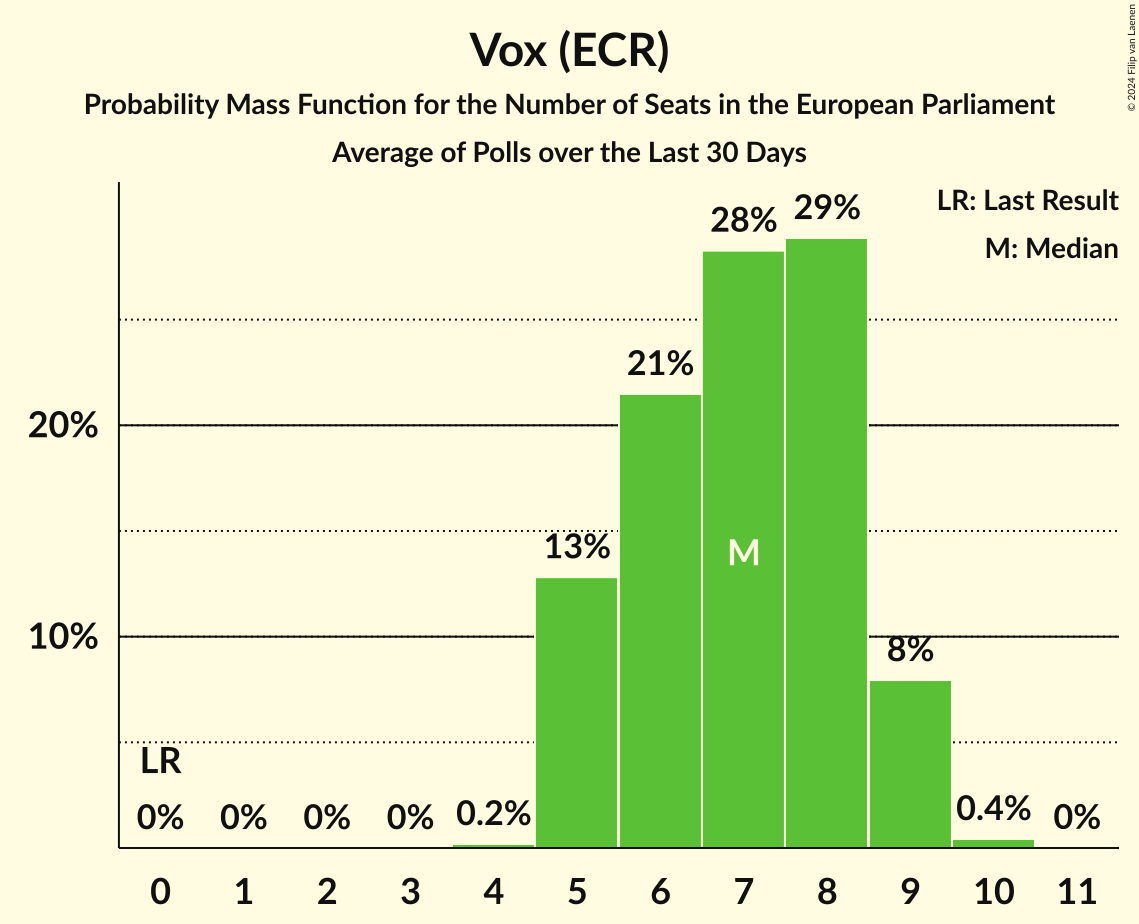 Vox (ECR)
Probability Mass Function for the Number of Seats in the European Parliament
Average of Polls over the Last 30 Days
© 2024 Filip van Laenen
LR: Last Result
M: Median
28%
29%
21%
20%
13%
M
10%
8%
LR
0%
0%
0%
0%
0.2%
0.4%
0%
0 1 2 3 4 5 6 7 8 9 10 11